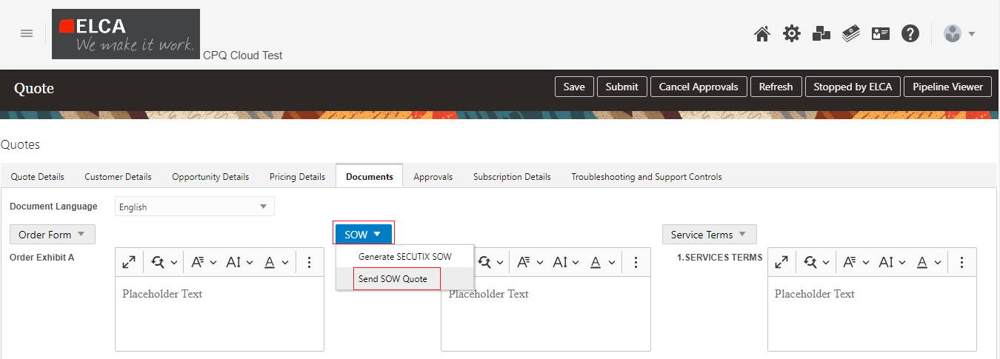 ELCA
We make it work.
CPQ Cloud Test
Quote
Save
Submit
Cancel Approvals
Refresh
Stopped by ELCA
Pipeline Viewer
Quotes
Quote Details
Customer Details
Opportunity Details
Pricing Details
Documents
Approvals
Subscription Details
Troubleshooting and Support Controls
Document Language
English
Order Form
SOW
Service Terms
Generate SECUTIX SOW
Send SOW Quote
Order Exhibit A
1.SERVICES TERMS
Placeholder Text
Placeholder Text
Placeholder Text